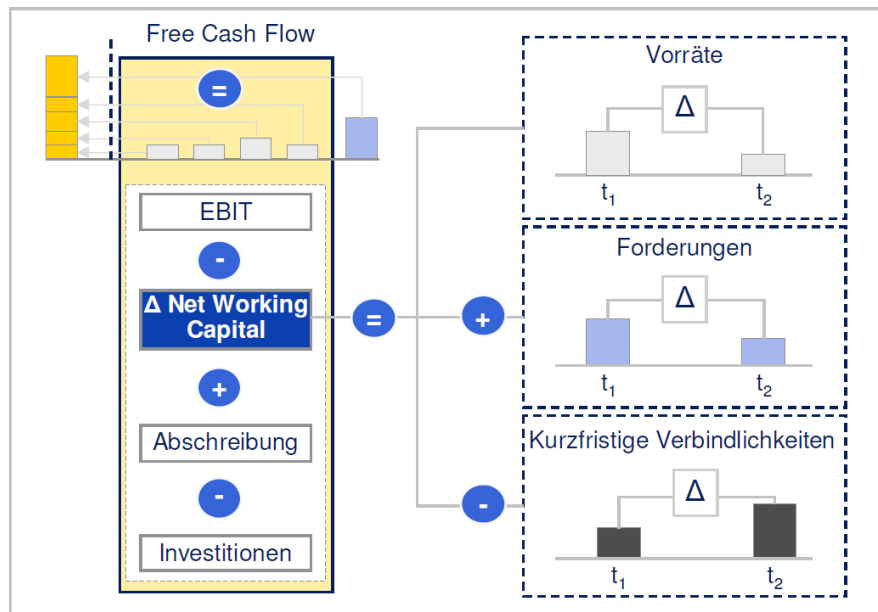 Free Cash Flow
=
EBIT
-
Δ Net Working
Capital
=
+
Abschreibung
-
Investitionen
+
-
Vorräte
Δ
t1
t2
Forderungen
Δ
t1
t2
Kurzfristige Verbindlichkeiten
Δ
t1
t2